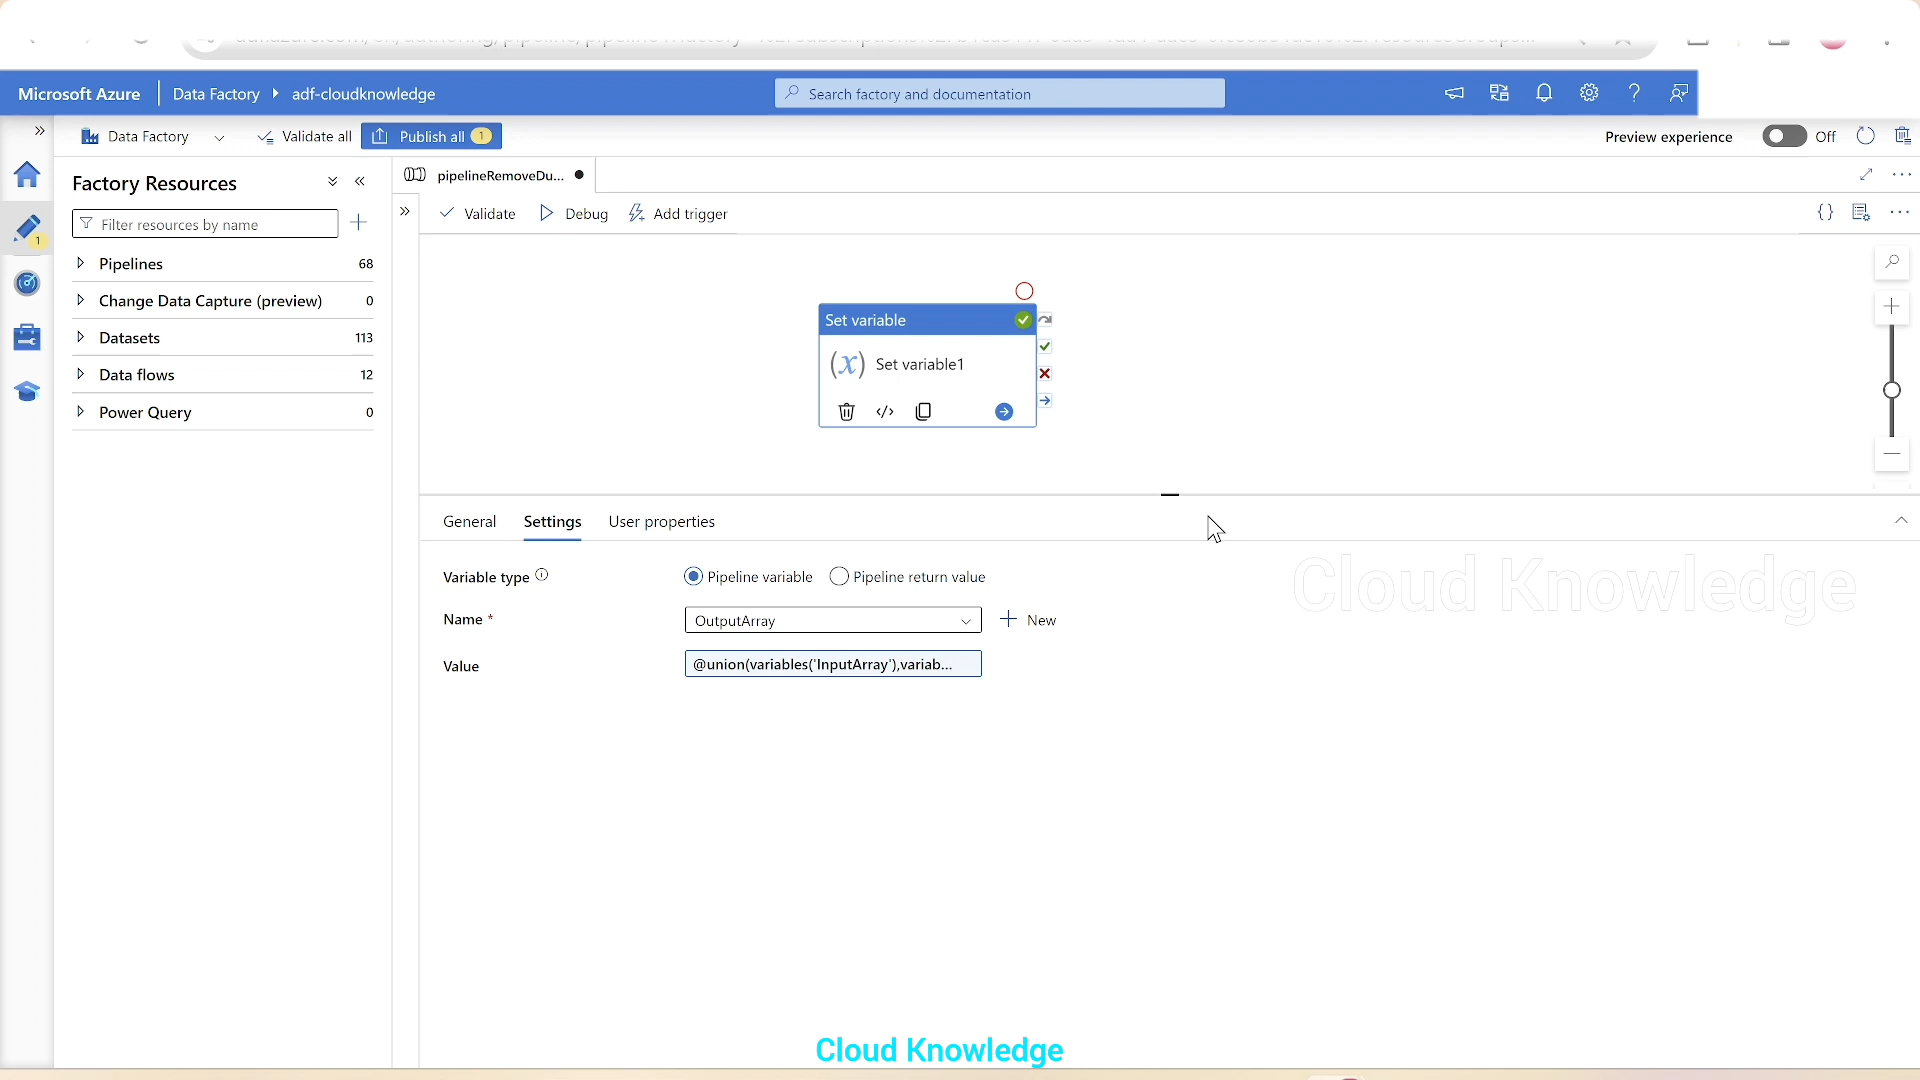 Microsoft Azure
Data Factory
adf-cloudknowledge
Search factory and documentation
Data Factory
Validate all
Publish all
1
Preview experience
Off
Factory Resources
pipelineRemoveDu...
Filter resources by name
Validate
Debug
Add trigger
1
Pipelines
68
Change Data Capture (preview)
0
Datasets
113
Data flows
12
Power Query
0
Set variable
(x)
Set variable1
General
Settings
User properties
Variable type
Pipeline variable
Pipeline return value
Name *
OutputArray
New
Value
@union(variables('InputArray'),variab...
Cloud Knowledge
Cloud Knowledge